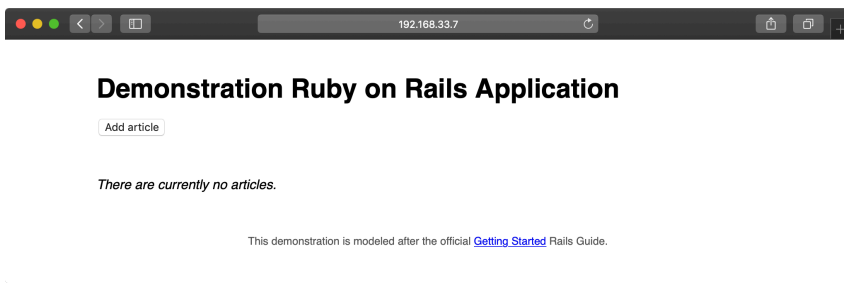 192.168.33.7
Demonstration Ruby on Rails Application
Add article
There are currently no articles.
This demonstration is modeled after the official Getting Started Rails Guide.